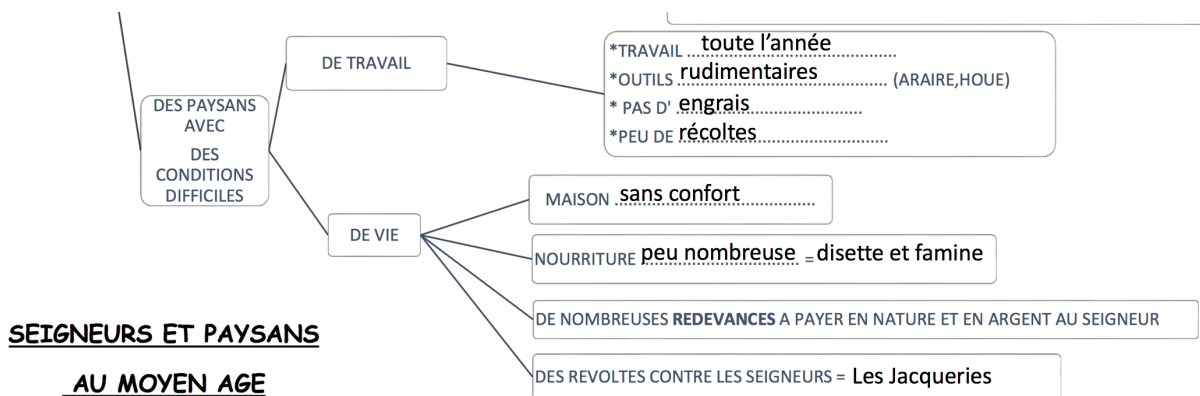 DE TRAVAIL
*TRAVAIL toute l’année
*OUTILS rudimentaires (ARAIRE,HOUE)
* PAS D' engrais
*PEU DE récoltes
DES PAYSANS
AVEC
DES
CONDITIONS
DIFFICILES
DE VIE
MAISON sans confort
NOURRITURE peu nombreuse = disette et famine
DE NOMBREUSES REDEVANCES A PAYER EN NATURE ET EN ARGENT AU SEIGNEUR
DES REVOLTES CONTRE LES SEIGNEURS = Les Jacqueries
SEIGNEURS ET PAYSANS
AU MOYEN AGE